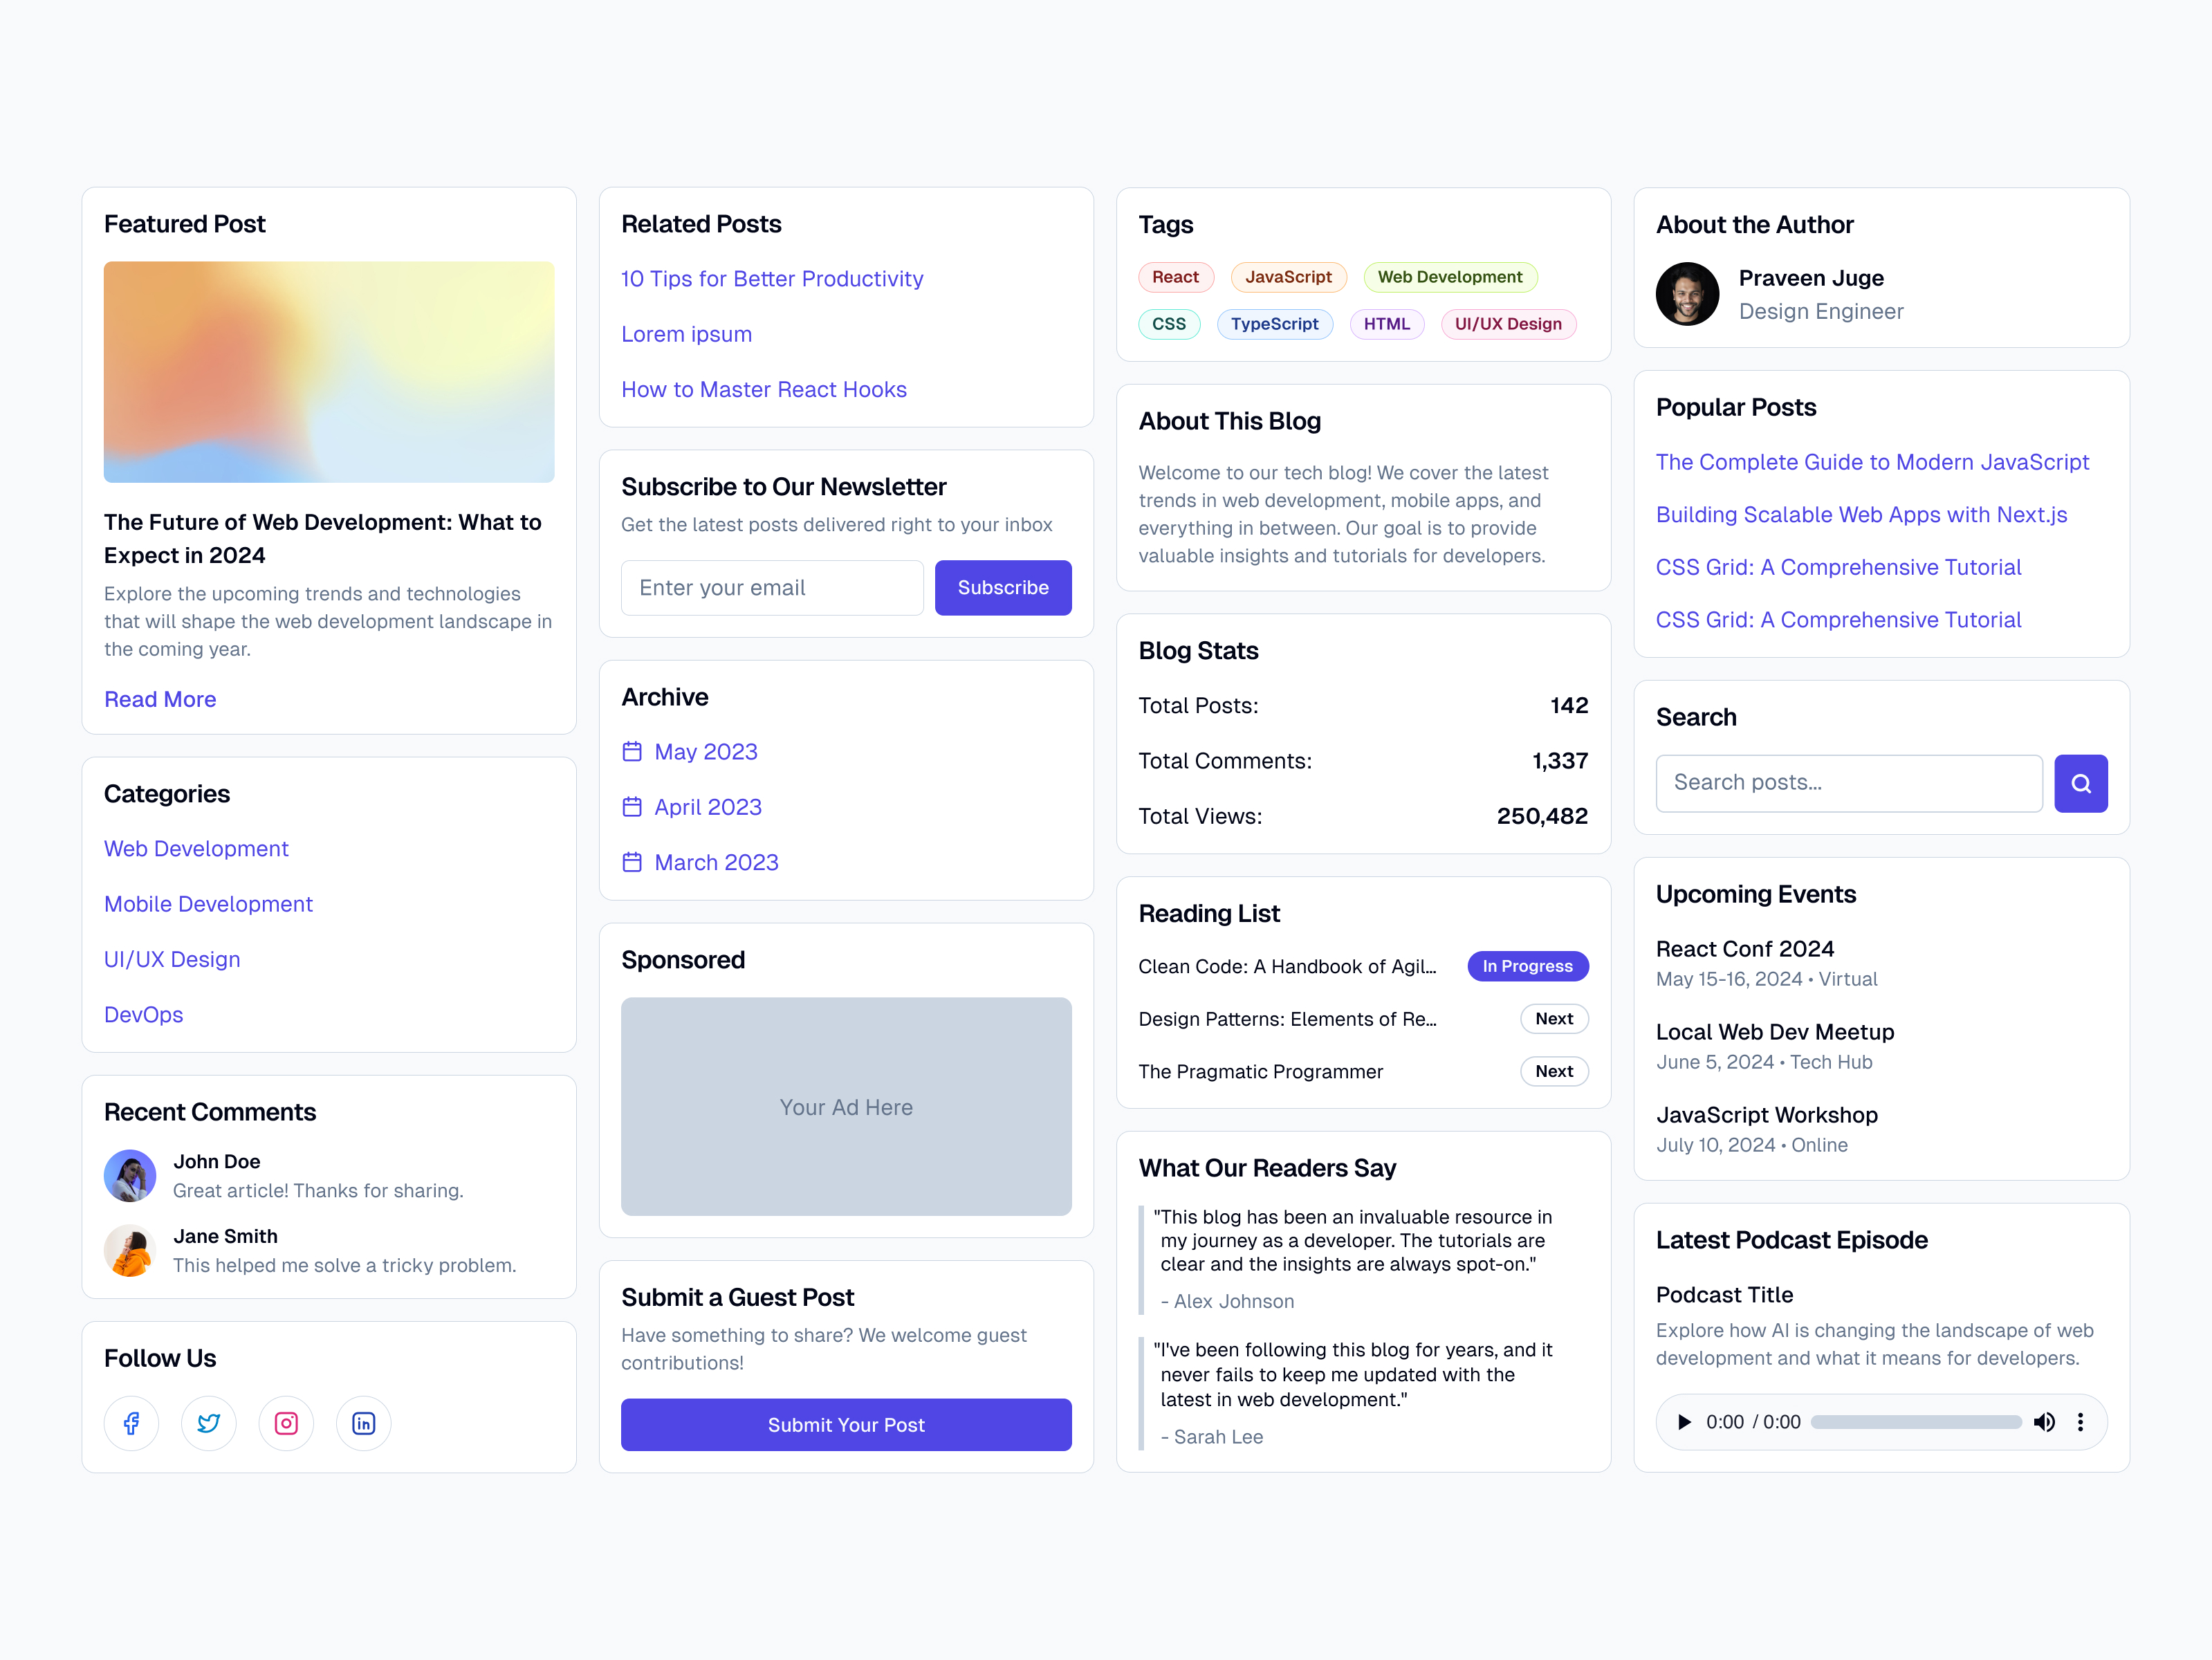 Featured Post
The Future of Web Development: What to
Expect in 2024
Explore the upcoming trends and technologies
that will shape the web development landscape in
the coming year.
Read More
Categories
Web Development
Mobile Development
UI/UX Design
DevOps
Recent Comments
John Doe
Great article! Thanks for sharing.
Jane Smith
This helped me solve a tricky problem.
Follow Us
Related Posts
10 Tips for Better Productivity
Lorem ipsum
How to Master React Hooks
Subscribe to Our Newsletter
Get the latest posts delivered right to your inbox
Enter your email Subscribe
Archive
May 2023
April 2023
March 2023
Sponsored
Your Ad Here
Submit a Guest Post
Have something to share? We welcome guest
contributions!
Submit Your Post
Tags
React JavaScript Web Development
CSS TypeScript HTML UI/UX Design
About This Blog
Welcome to our tech blog! We cover the latest
trends in web development, mobile apps, and
everything in between. Our goal is to provide
valuable insights and tutorials for developers.
Blog Stats
Total Posts: 142
Total Comments: 1,337
Total Views: 250,482
Reading List
Clean Code: A Handbook of Agil... In Progress
Design Patterns: Elements of Re... Next
The Pragmatic Programmer Next
What Our Readers Say
"This blog has been an invaluable resource in
my journey as a developer. The tutorials are
clear and the insights are always spot-on."
- Alex Johnson
"I've been following this blog for years, and it
never fails to keep me updated with the
latest in web development."
- Sarah Lee
About the Author
Praveen Juge
Design Engineer
Popular Posts
The Complete Guide to Modern JavaScript
Building Scalable Web Apps with Next.js
CSS Grid: A Comprehensive Tutorial
CSS Grid: A Comprehensive Tutorial
Search
Search posts...
Upcoming Events
React Conf 2024
May 15-16, 2024 • Virtual
Local Web Dev Meetup
June 5, 2024 • Tech Hub
JavaScript Workshop
July 10, 2024 • Online
Latest Podcast Episode
Podcast Title
Explore how AI is changing the landscape of web
development and what it means for developers.
0:00 / 0:00